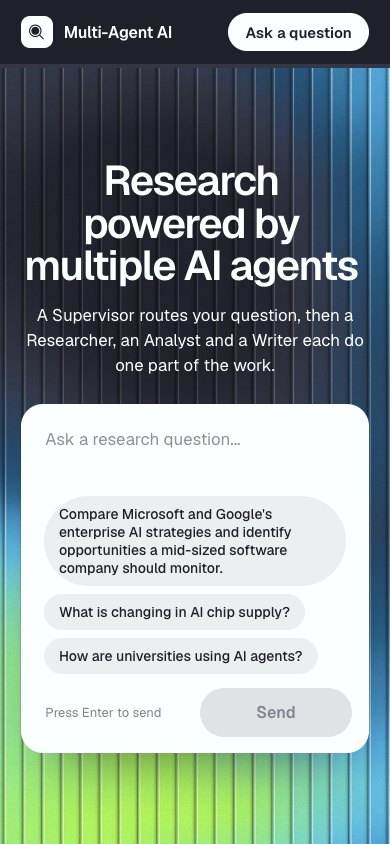 Multi-Agent AI
Ask a question
Research
powered by
multiple AI agents
A Supervisor routes your question, then a
Researcher, an Analyst and a Writer each do
one part of the work.
Ask a research question...
Compare Microsoft and Google's
enterprise AI strategies and identify
opportunities a mid-sized software
company should monitor.
What is changing in AI chip supply?
How are universities using AI agents?
Press Enter to send
Send